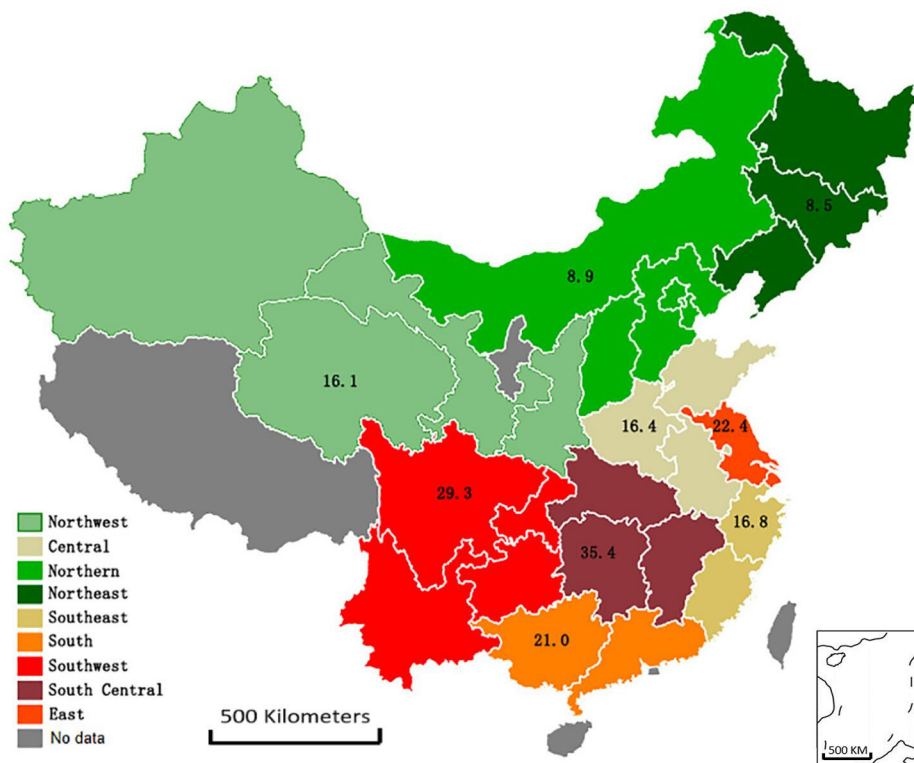 8.5
8.9
16.1
16.4
22.4
29.3
16.8
35.4
21.0
Northwest
Central
Northern
Northeast
Southeast
South
Southwest
South Central
East
No data
500 Kilometers
500 KM